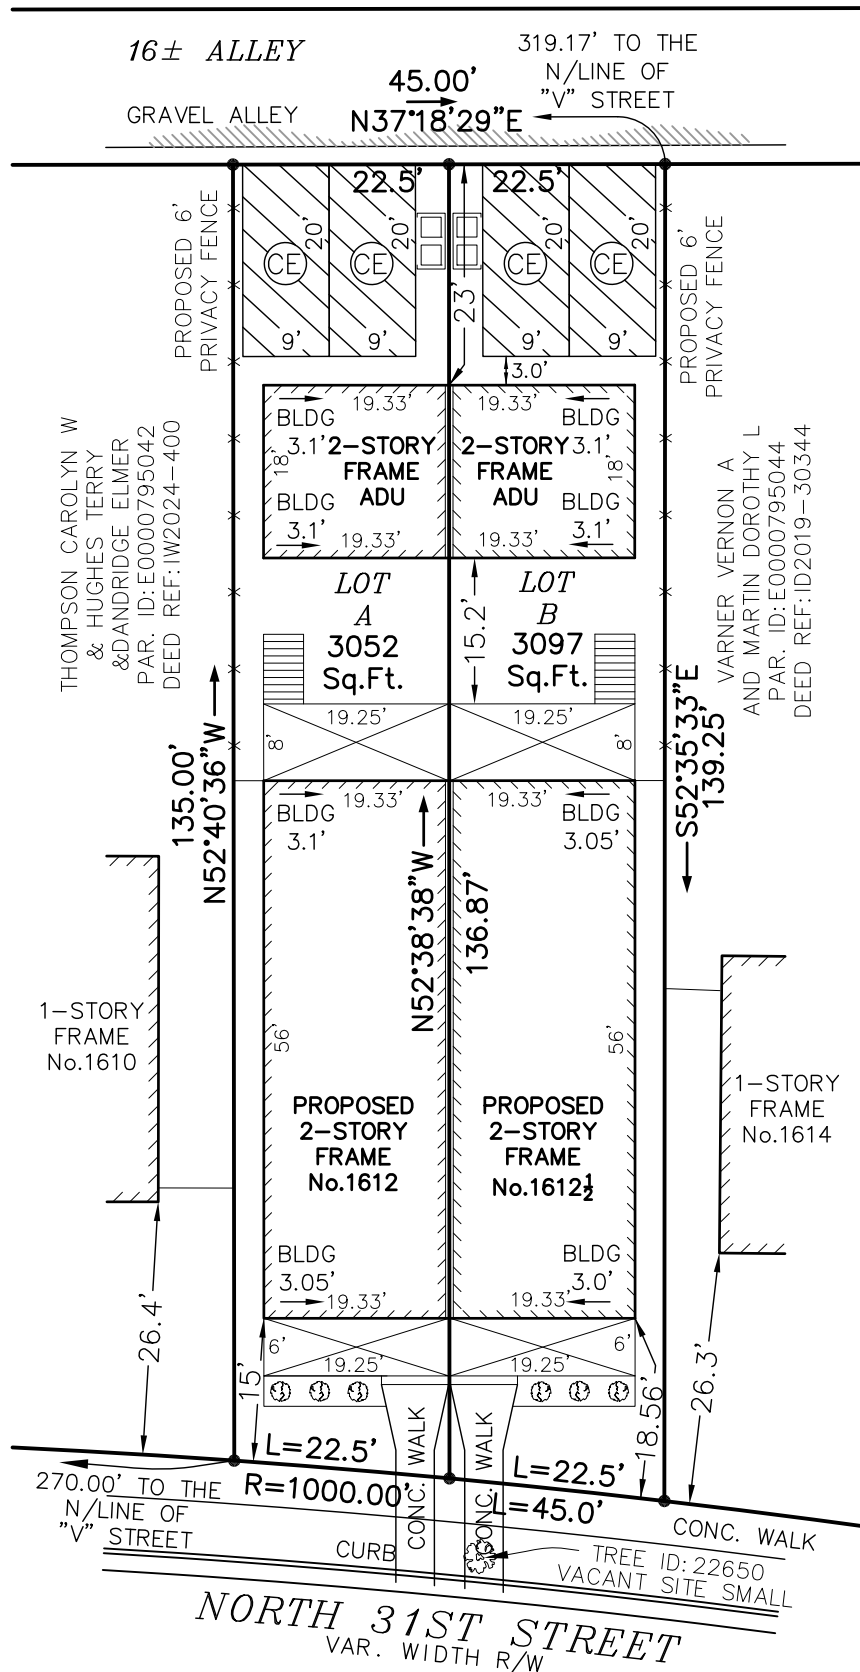 16± ALLEY
319.17' TO THE
N/LINE OF
"V" STREET
45.00'
N37°18'29"E
GRAVEL ALLEY
22.5'
22.5'
PROPOSED 6'
PRIVACY FENCE
20'
CE
9'
20'
CE
9'
20'
CE
9'
20'
CE
9'
PROPOSED 6'
PRIVACY FENCE
23'
3.0'
19.33'
19.33'
BLDG
3.1'
18'
2-STORY
FRAME
ADU
BLDG
3.1'
19.33'
2-STORY
FRAME
ADU
BLDG
3.1'
18'
BLDG
3.1'
19.33'
THOMPSON CAROLYN W
& HUGHES TERRY
&DANDRIDGE ELMER
PAR. ID:E0000795042
DEED REF:IW2024-400
VARNER VERNON A
AND MARTIN DOROTHY L
PAR. ID:E0000795044
DEED REF:ID2019-30344
LOT
A
3052
Sq.Ft.
15.2'
LOT
B
3097
Sq.Ft.
19.25'
19.25'
8'
8'
135.00'
N52°40'36"W
S52°35'33"E
139.25'
19.33'
19.33'
BLDG
3.1'
BLDG
3.05'
N52°38'38"W
136.87'
1-STORY
FRAME
No.1610
56'
56'
1-STORY
FRAME
No.1614
PROPOSED
2-STORY
FRAME
No.1612
PROPOSED
2-STORY
FRAME
No.1612½
BLDG
3.05'
19.33'
BLDG
3.0'
19.33'
26.4'
15'
6'
19.25'
19.25'
6'
18.56'
26.3'
CONC. WALK
CONC. WALK
L=22.5'
L=22.5'
R=1000.00'
L=45.0'
270.00' TO THE
N/LINE OF
"V" STREET
CONC. WALK
CURB
TREE ID:22650
VACANT SITE SMALL
NORTH 31ST STREET
VAR. WIDTH R/W